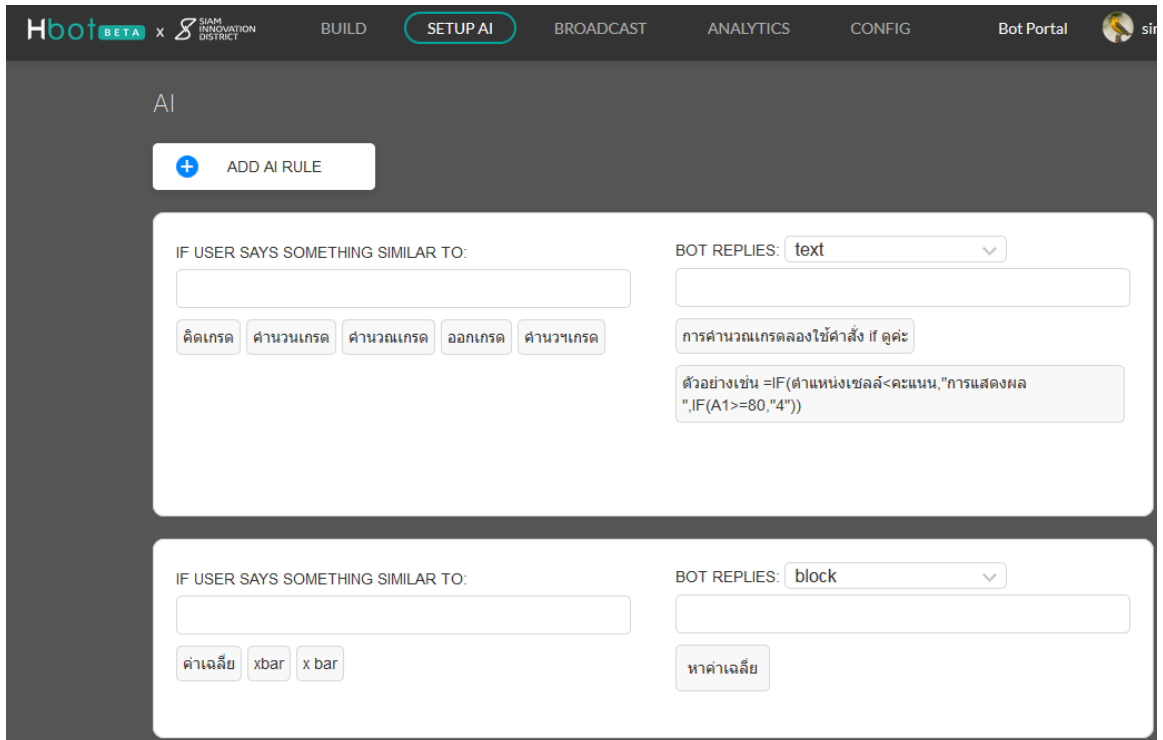 Hbot BETA x SIAM INNOVATION DISTRICT BUILD SETUP AI BROADCAST ANALYTICS CONFIG Bot Portal
AI
ADD AI RULE
IF USER SAYS SOMETHING SIMILAR TO:
คิดเกรด คำนวนเกรด คำนวณเกรด ออกเกรด คำนวฯเกรด
BOT REPLIES: text
การคำนวณเกรดลองใช้คำสั่ง if ดูค่ะ
ตัวอย่างเช่น =IF(ตำแหน่งเซลล์<คะแนน,"การแสดงผล
",IF(A1>=80,"4"))
IF USER SAYS SOMETHING SIMILAR TO:
ค่าเฉลี่ย xbar x bar
BOT REPLIES: block
หาค่าเฉลี่ย